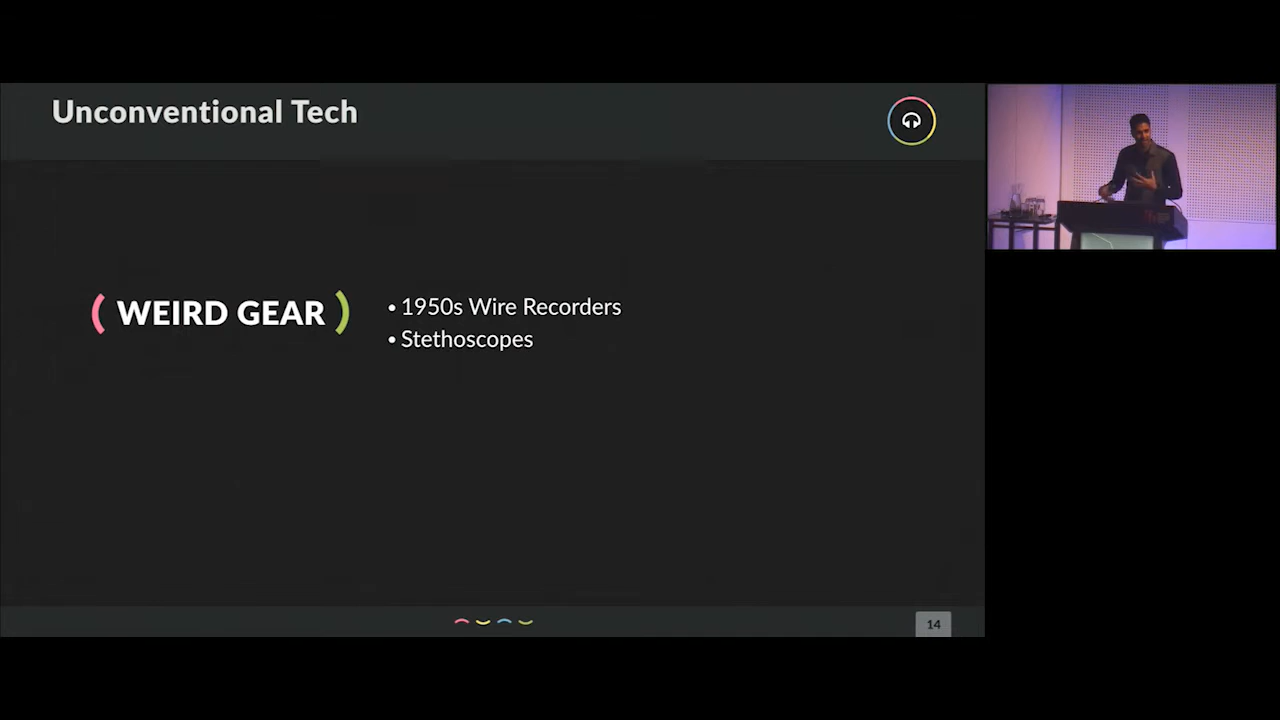 Unconventional Tech
WEIRD GEAR
• 1950s Wire Recorders
• Stethoscopes
14